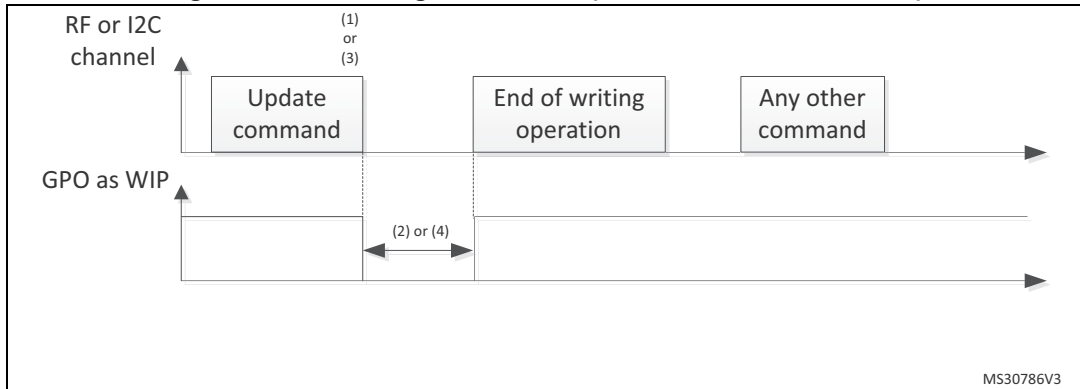 RF or I2C
channel
(1)
or
(3)
Update
command
End of writing
operation
Any other
command
GPO as WIP
(2) or (4)
MS30786V3